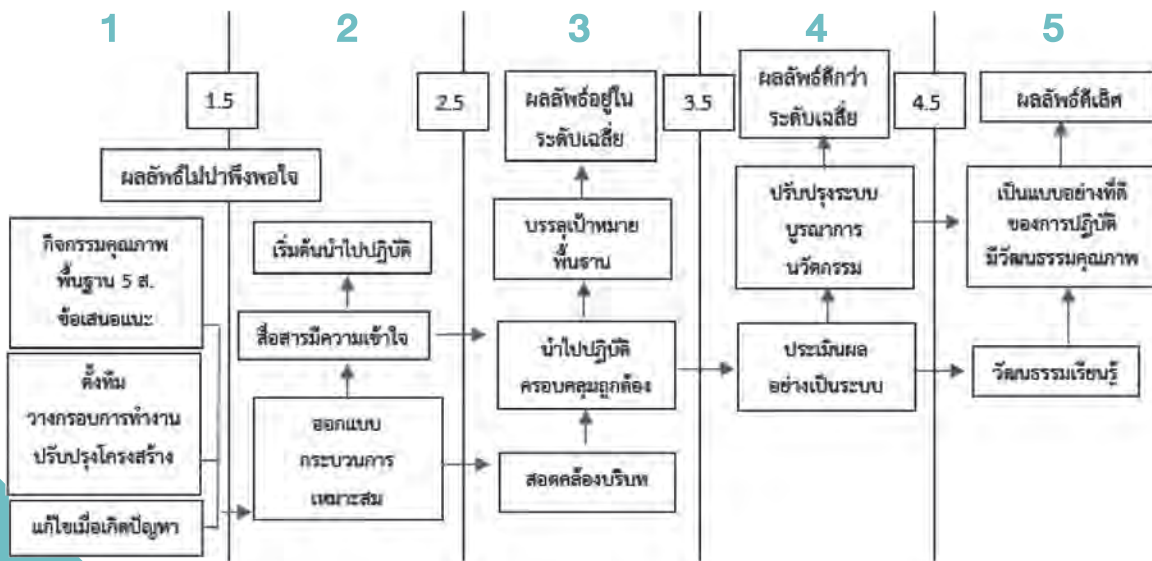 1
2
3
4
5
1.5
2.5
3.5
4.5
ผลลัพธ์ไม่น่าพึงพอใจ
กิจกรรมคุณภาพ
พื้นฐาน 5 ส.
ข้อเสนอแนะ
ตั้งทีม
วางกรอบการทำงาน
ปรับปรุงโครงสร้าง
แก้ไขเมื่อเกิดปัญหา
เริ่มต้นนำไปปฏิบัติ
สื่อสารมีความเข้าใจ
ออกแบบ
กระบวนการ
เหมาะสม
ผลลัพธ์อยู่ใน
ระดับเฉลี่ย
บรรลุเป้าหมาย
พื้นฐาน
นำไปปฏิบัติ
ครอบคลุมถูกต้อง
สอดคล้องบริบท
ผลลัพธ์ดีกว่า
ระดับเฉลี่ย
ปรับปรุงระบบ
บูรณาการ
นวัตกรรม
ประเมินผล
อย่างเป็นระบบ
ผลลัพธ์ดีเลิศ
เป็นแบบอย่างที่ดี
ของการปฏิบัติ
มีวัฒนธรรมคุณภาพ
วัฒนธรรมเรียนรู้